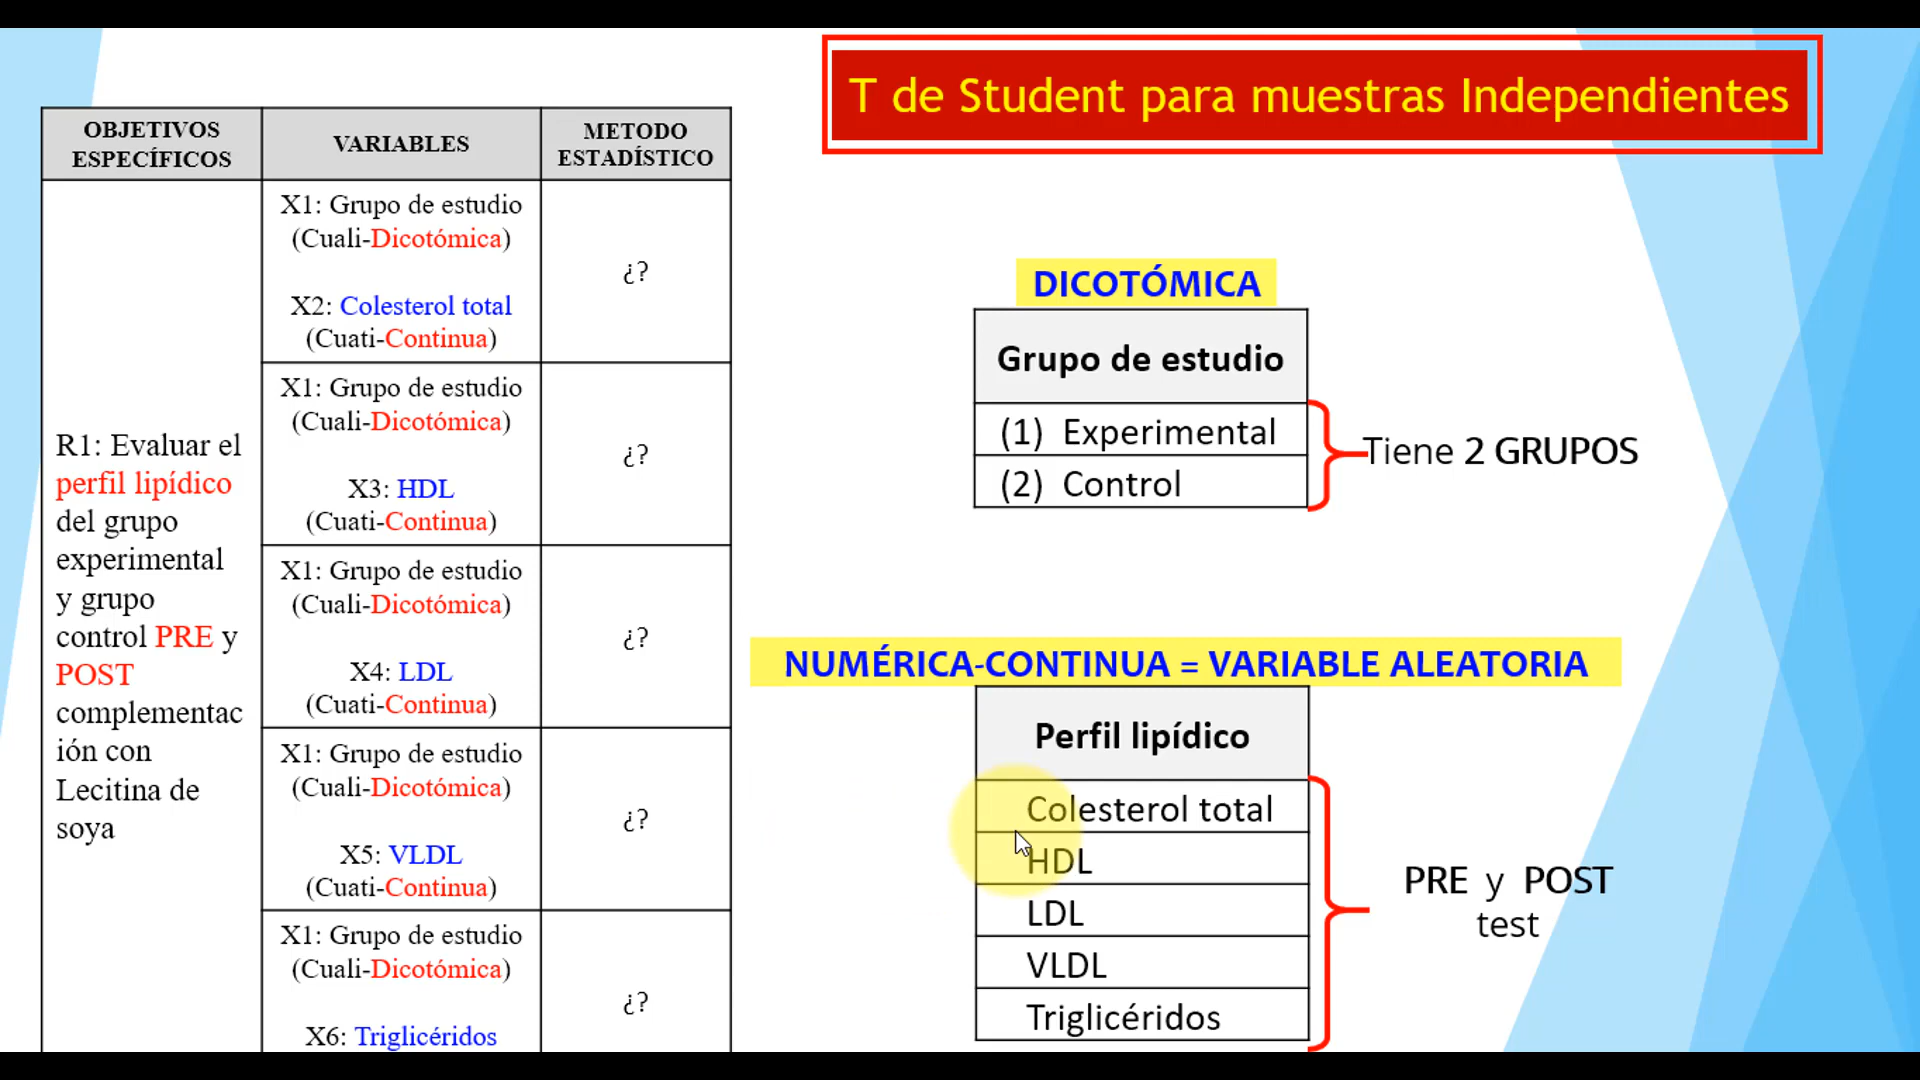 T de Student para muestras Independientes
OBJETIVOS
ESPECÍFICOS
VARIABLES
METODO
ESTADÍSTICO
R1: Evaluar el
perfil lipídico
del grupo
experimental
y grupo
control PRE y
POST
complementac
ión con
Lecitina de
soya
X1: Grupo de estudio
(Cuali-Dicotómica)
X2: Colesterol total
(Cuati-Continua)
¿?
X1: Grupo de estudio
(Cuali-Dicotómica)
X3: HDL
(Cuati-Continua)
¿?
X1: Grupo de estudio
(Cuali-Dicotómica)
X4: LDL
(Cuati-Continua)
¿?
X1: Grupo de estudio
(Cuali-Dicotómica)
X5: VLDL
(Cuati-Continua)
¿?
X1: Grupo de estudio
(Cuali-Dicotómica)
X6: Triglicéridos
¿?
DICOTÓMICA
Grupo de estudio
(1) Experimental
(2) Control
Tiene 2 GRUPOS
NUMÉRICA-CONTINUA = VARIABLE ALEATORIA
Perfil lipídico
Colesterol total
HDL
LDL
VLDL
Triglicéridos
PRE y POST
test